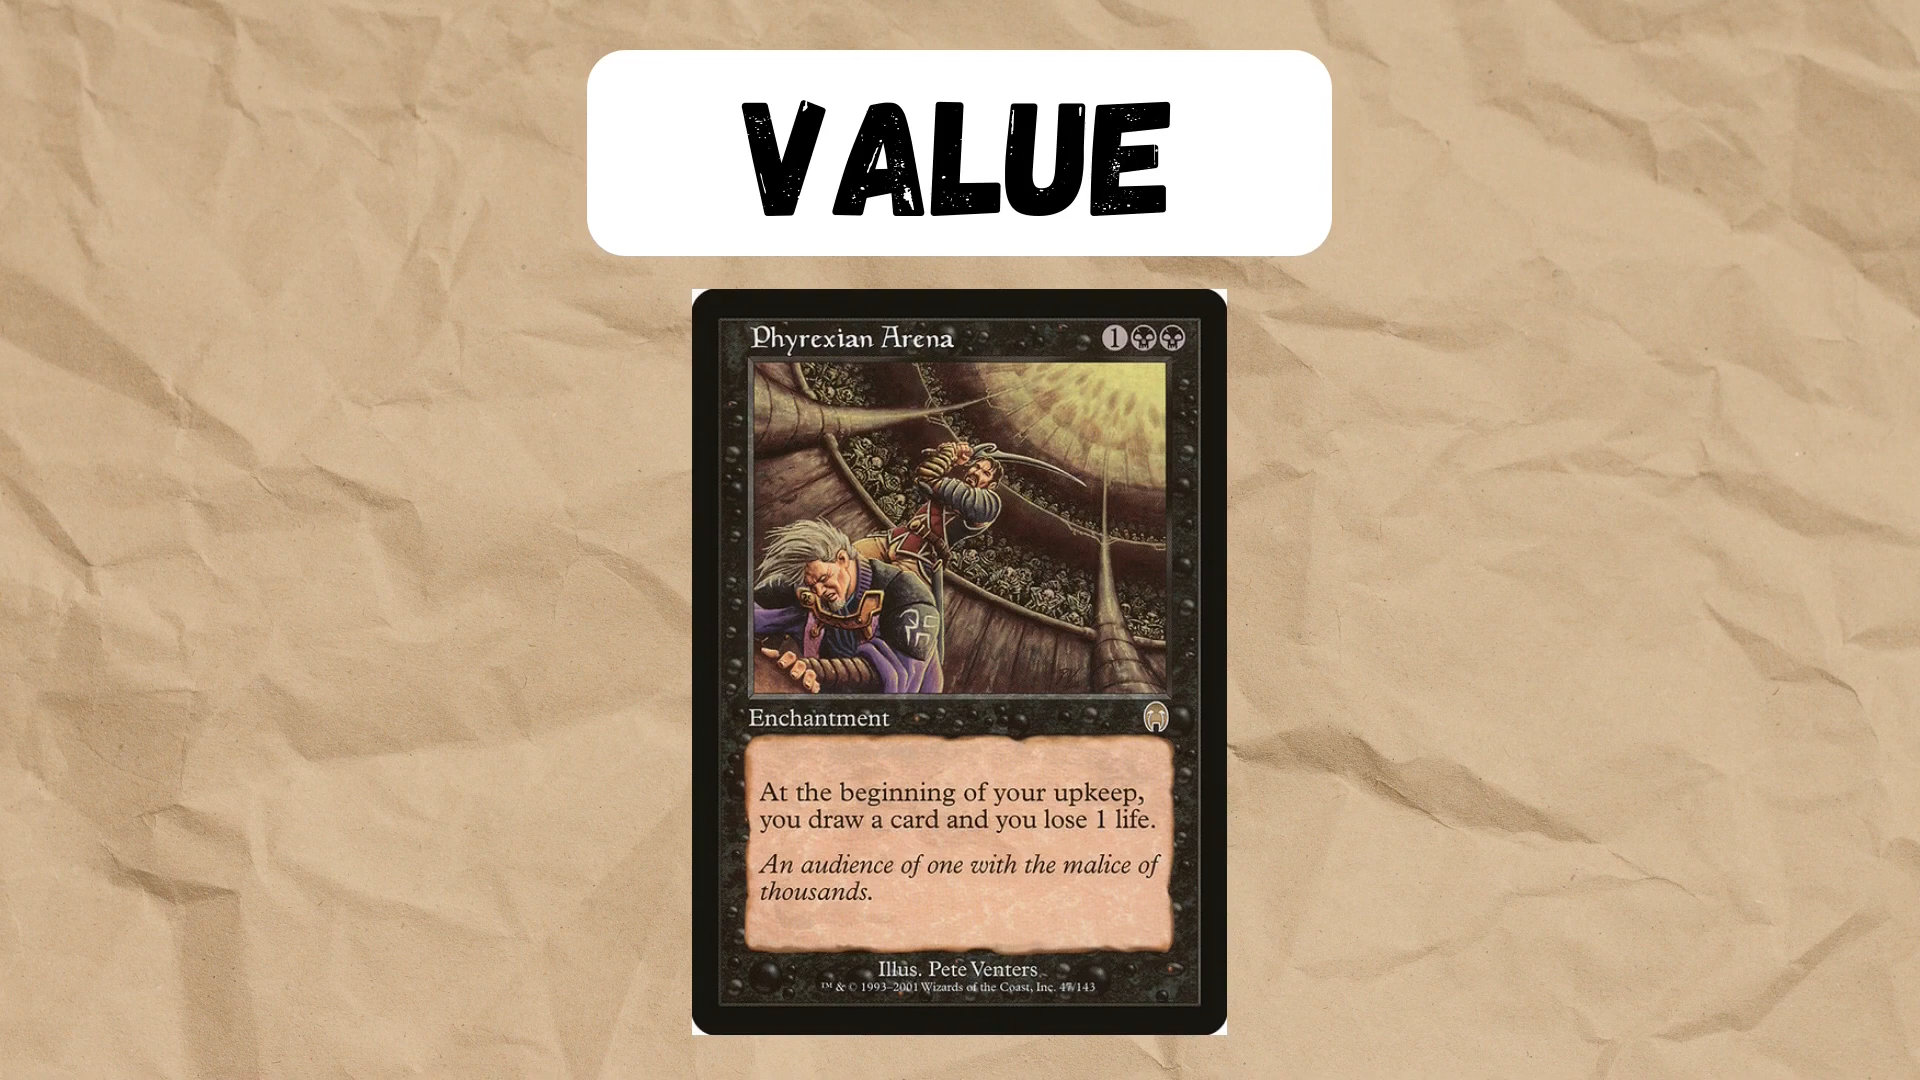 VALUE
Phyrexian Arena 1
Enchantment
At the beginning of your upkeep,
you draw a card and you lose 1 life.
An audience of one with the malice of
thousands.
Illus. Pete Venters
™ & © 1993–2001 Wizards of the Coast, Inc. 47/143